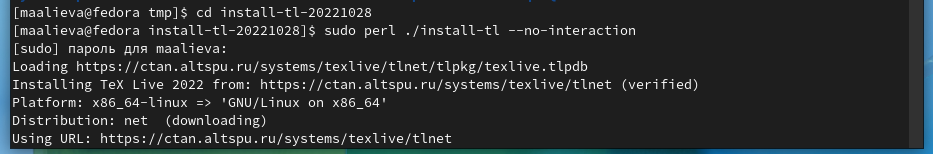 [maalieva@fedora tmp]$ cd install-tl-20221028
[maalieva@fedora install-tl-20221028]$ sudo perl ./install-tl --no-interaction
[sudo] пароль для maalieva:
Loading https://ctan.altspu.ru/systems/texlive/tlnet/tlpkg/texlive.tlpdb
Installing TeX Live 2022 from: https://ctan.altspu.ru/systems/texlive/tlnet (verified)
Platform: x86_64-linux => 'GNU/Linux on x86_64'
Distribution: net  (downloading)
Using URL: https://ctan.altspu.ru/systems/texlive/tlnet